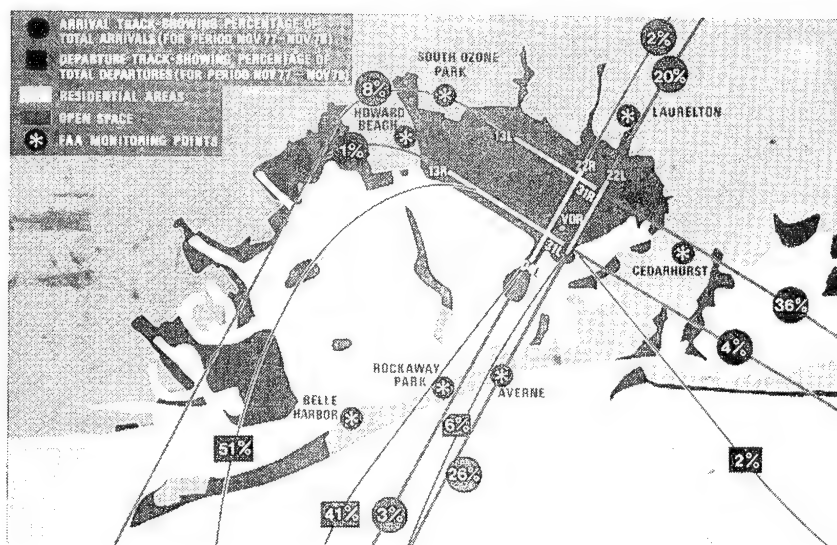 ARRIVAL TRACK-SHOWING PERCENTAGE OF
TOTAL ARRIVALS (FOR PERIOD NOV 77-NOV 78)
DEPARTURE TRACK-SHOWING PERCENTAGE OF
TOTAL DEPARTURES (FOR PERIOD NOV 77-NOV 78)
RESIDENTIAL AREAS
OPEN SPACE
FAA MONITORING POINTS
2%
20%
SOUTH OZONE
PARK
8%
HOWARD
BEACH
LAURELTON
1%
13L
13R
22R
22L
31R
VOR
31L
CEDARHURST
36%
4%
ROCKAWAY
PARK
AVERNE
BELLE
HARBOR
51%
6%
26%
2%
41%
3%